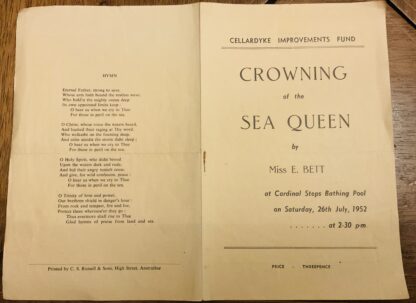 HYMN
Eternal Father, strong to save,
Whose arm hath bound the restless wave,
Who bidd'st the mighty ocean deep
Its own appointed limits keep:
O hear us when we cry to Thee
For those in peril on the sea.
O Christ, whose voice the waters heard,
And hushed their raging at Thy word
Who walkedst on the foaming deep
And calm amidst the storm didst sleep;
O hear us when we cry to Thee
For those in peril on the sea.
O Holy Spirit, who didst brood
Upon the waters dark and rude,
And bid their angry tumult cease,
And give, for wild confusion, peace:
O hear us when we cry to Thee
For those in peril on the sea.
O Trinity of love and power,
Our brethren shield in danger's hour:
From rock and tempest, fire and foe,
Protect them wheresoe'er they go:
Thus evermore shall rise to Thee
Glad hymns of praise from land and sea.
Printed by C. S. Russell & Sons, High Street, Anstruther
CELLARDYKE IMPROVEMENTS FUND
CROWNING
of the
SEA QUEEN
by
Miss E. BETT
at Cardinal Steps Bathing Pool
on Saturday, 26th July, 1952
. . . . . . . at 2-30 p.m
PRICE - THREEPENCE